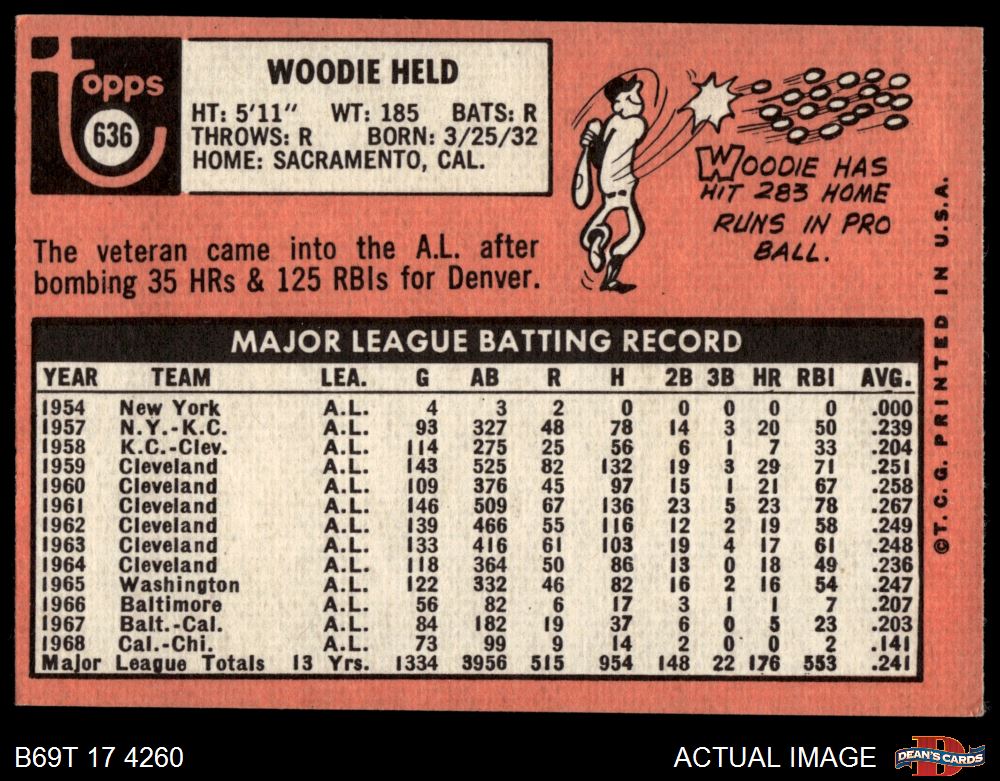 topps
636
WOODIE HELD
HT: 5'11" WT: 185 BATS: R
THROWS: R BORN: 3/25/32
HOME: SACRAMENTO, CAL.
WOODIE HAS
HIT 283 HOME
RUNS IN PRO
BALL.
The veteran came into the A.L. after
bombing 35 HRs & 125 RBIs for Denver.
MAJOR LEAGUE BATTING RECORD
YEAR TEAM LEA. G AB R H 2B 3B HR RBI AVG.
1954 New York A.L. 4 3 2 0 0 0 0 0 .000
1957 N.Y.-K.C. A.L. 93 327 48 78 14 3 20 50 .239
1958 K.C.-Clev. A.L. 114 275 25 56 6 1 7 33 .204
1959 Cleveland A.L. 143 525 82 132 19 3 29 71 .251
1960 Cleveland A.L. 109 376 45 97 15 1 21 67 .258
1961 Cleveland A.L. 146 509 67 136 23 5 23 78 .267
1962 Cleveland A.L. 139 466 55 116 12 2 19 58 .249
1963 Cleveland A.L. 133 416 61 103 19 4 17 61 .248
1964 Cleveland A.L. 118 364 50 86 13 0 18 49 .236
1965 Washington A.L. 122 332 46 82 16 2 16 54 .247
1966 Baltimore A.L. 56 82 6 17 3 1 1 7 .207
1967 Balt.-Cal. A.L. 84 182 19 37 6 0 5 23 .203
1968 Cal.-Chi. A.L. 73 99 9 14 2 0 0 2 .141
Major League Totals 13 Yrs. 1334 3956 515 954 148 22 176 553 .241
©T.C.G. PRINTED IN U.S.A.
B69T 17 4260
ACTUAL IMAGE
D
DEAN'S CARDS